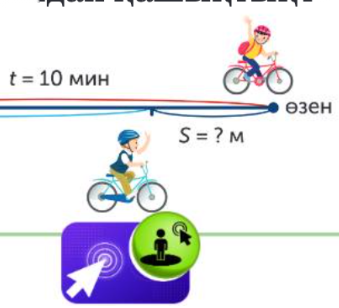 t = 10 мин
өзен
S = ? м